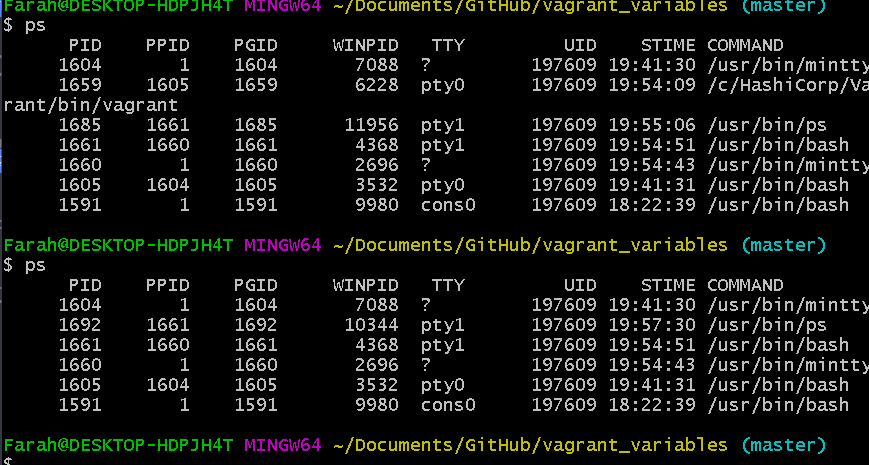 Farah@DESKTOP-HDPJH4T MINGW64 ~/Documents/GitHub/vagrant_variables (master)
$ ps
PID PPID PGID WINPID TTY UID STIME COMMAND
1604 1 1604 7088 ? 197609 19:41:30 /usr/bin/mintty
1659 1605 1659 6228 pty0 197609 19:54:09 /c/HashiCorp/Va
rant/bin/vagrant
1685 1661 1685 11956 pty1 197609 19:55:06 /usr/bin/ps
1661 1660 1661 4368 pty1 197609 19:54:51 /usr/bin/bash
1660 1 1660 2696 ? 197609 19:54:43 /usr/bin/mintty
1605 1604 1605 3532 pty0 197609 19:41:31 /usr/bin/bash
1591 1 1591 9980 cons0 197609 18:22:39 /usr/bin/bash
Farah@DESKTOP-HDPJH4T MINGW64 ~/Documents/GitHub/vagrant_variables (master)
$ ps
PID PPID PGID WINPID TTY UID STIME COMMAND
1604 1 1604 7088 ? 197609 19:41:30 /usr/bin/mintty
1692 1661 1692 10344 pty1 197609 19:57:30 /usr/bin/ps
1661 1660 1661 4368 pty1 197609 19:54:51 /usr/bin/bash
1660 1 1660 2696 ? 197609 19:54:43 /usr/bin/mintty
1605 1604 1605 3532 pty0 197609 19:41:31 /usr/bin/bash
1591 1 1591 9980 cons0 197609 18:22:39 /usr/bin/bash
Farah@DESKTOP-HDPJH4T MINGW64 ~/Documents/GitHub/vagrant_variables (master)
$